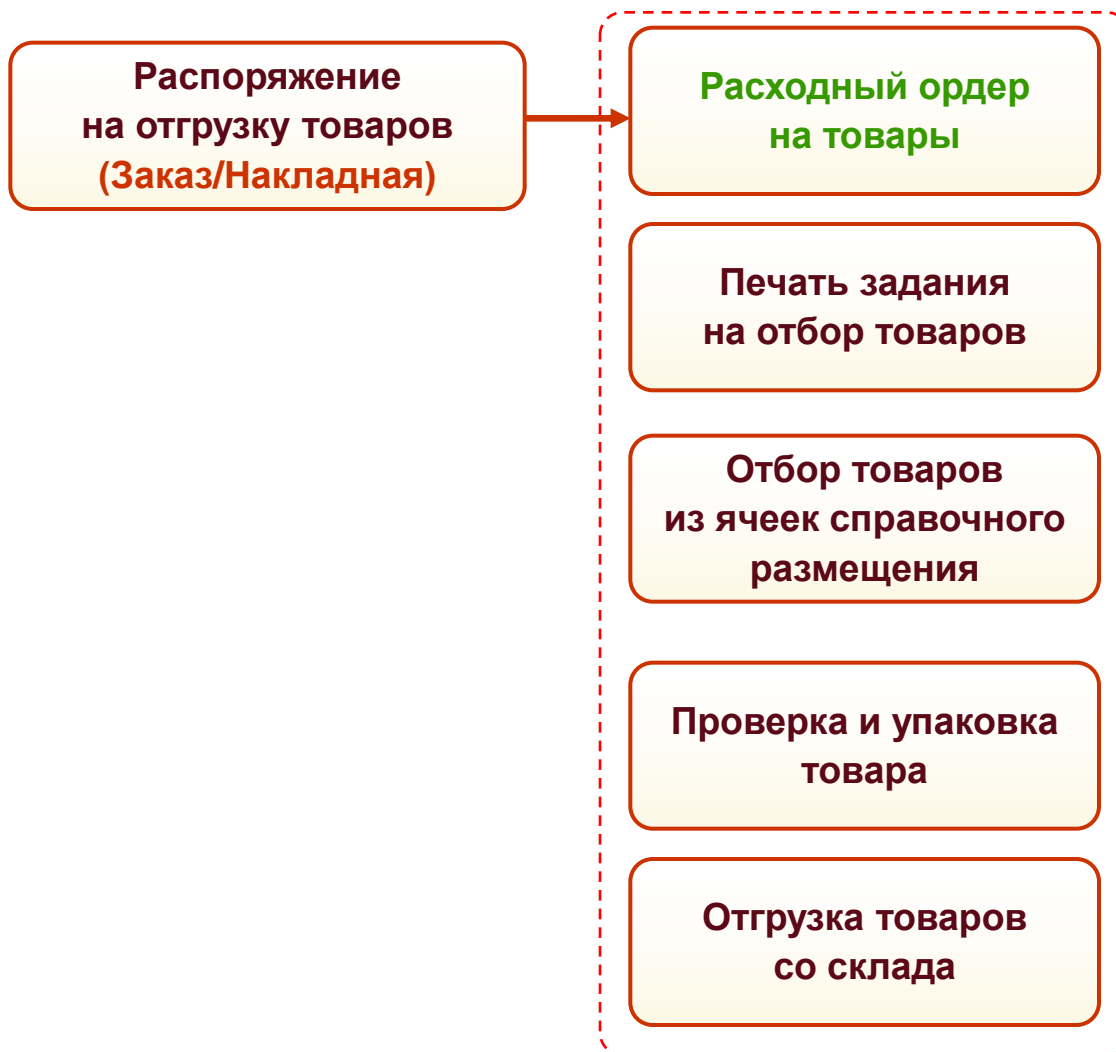 Распоряжение
на отгрузку товаров
(Заказ/Накладная)
Расходный ордер
на товары
Печать задания
на отбор товаров
Отбор товаров
из ячеек справочного
размещения
Проверка и упаковка
товара
Отгрузка товаров
со склада